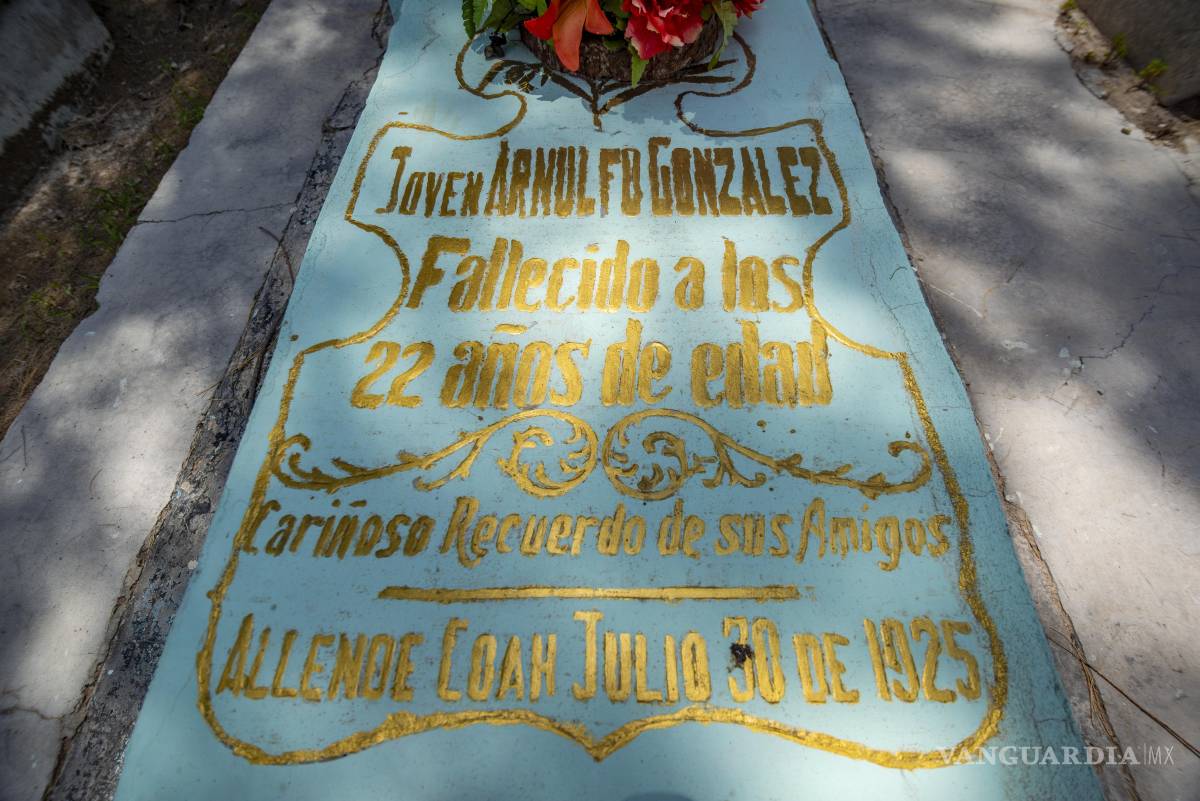 Joven ARNULFO GONZALEZ
Fallecido a los
22 años de edad
Cariñoso Recuerdo de sus Amigos
ALLENDE COAH JULIO 30 DE 1925
VANGUARDIA|MX